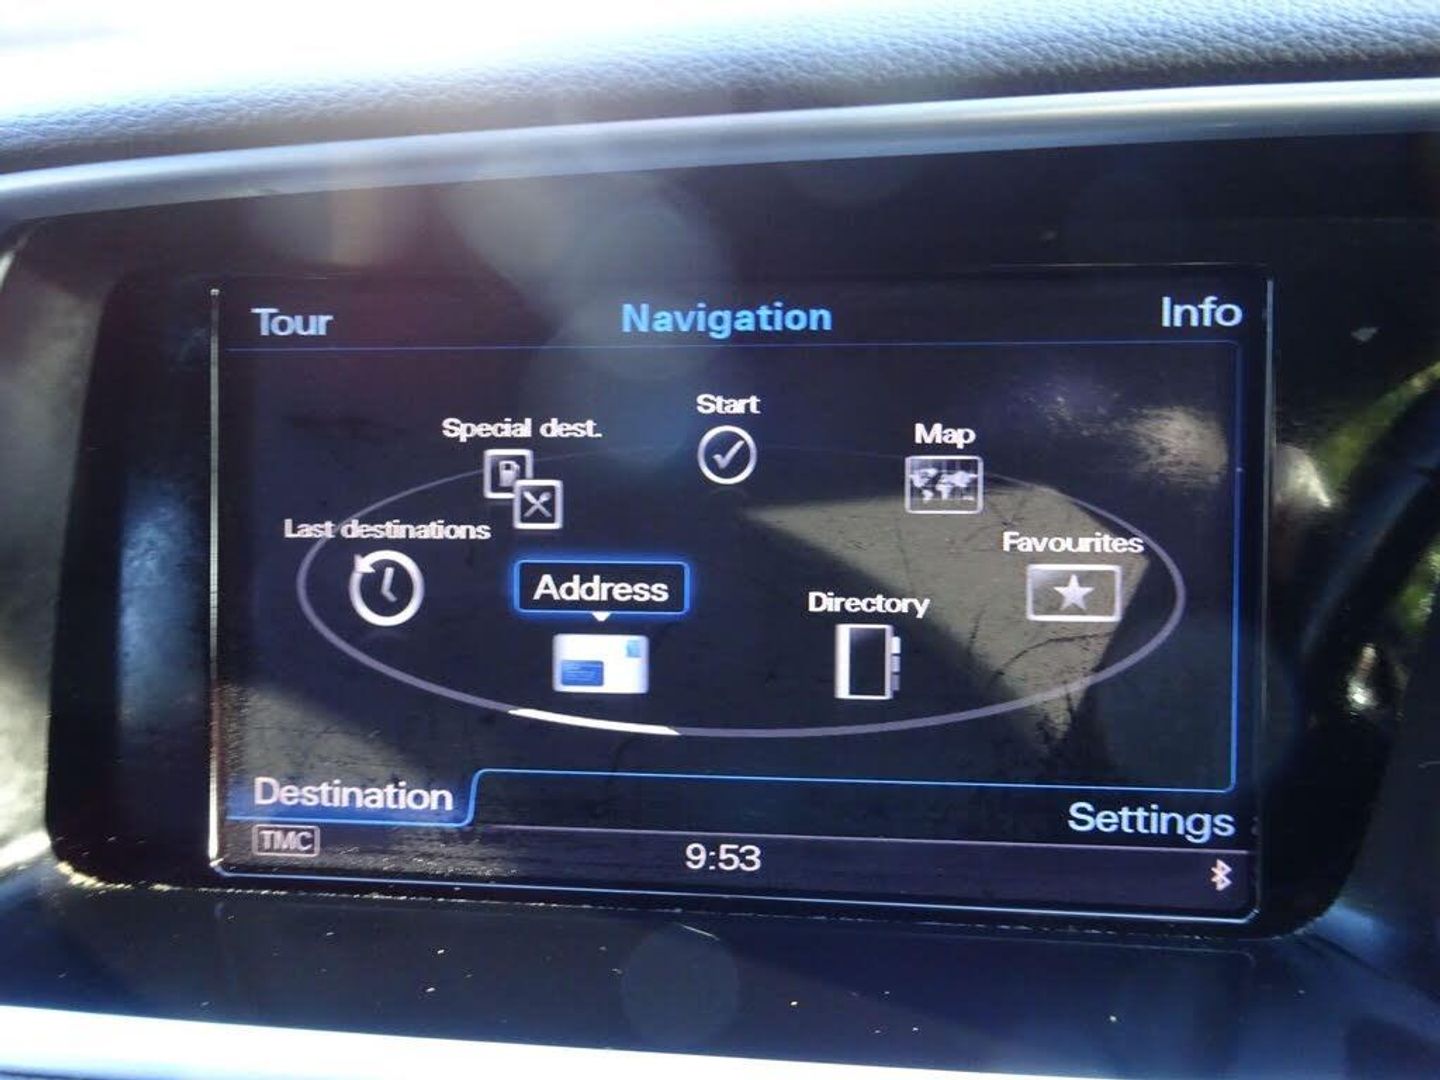 Tour
Navigation
Info
Start
Special dest.
Map
Last destinations
Favourites
Address
Directory
Destination
Settings
TMC
9:53